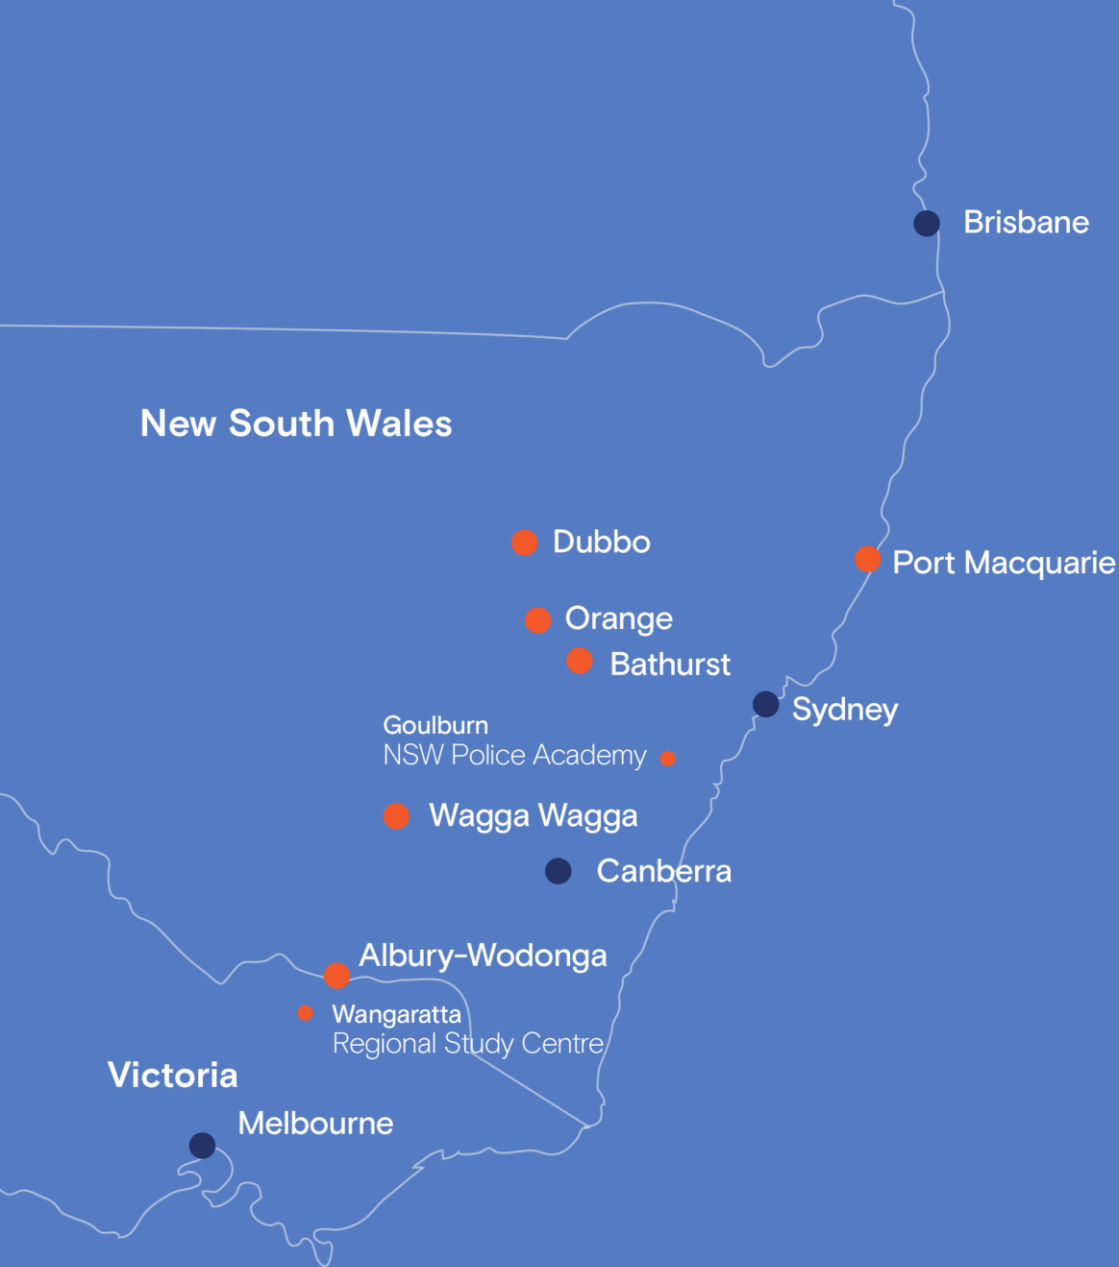 Brisbane
New South Wales
Dubbo
Port Macquarie
Orange
Bathurst
Sydney
Goulburn
NSW Police Academy
Wagga Wagga
Canberra
Albury-Wodonga
Wangaratta
Regional Study Centre
Victoria
Melbourne